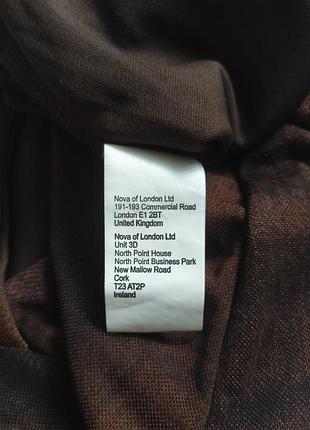 Nova of London Ltd
191-193 Commercial Road
London E1 2BT
United Kingdom
Nova of London Ltd
Unit 3D
North Point House
North Point Business Park
New Mallow Road
Cork
T23 AT2P
Ireland